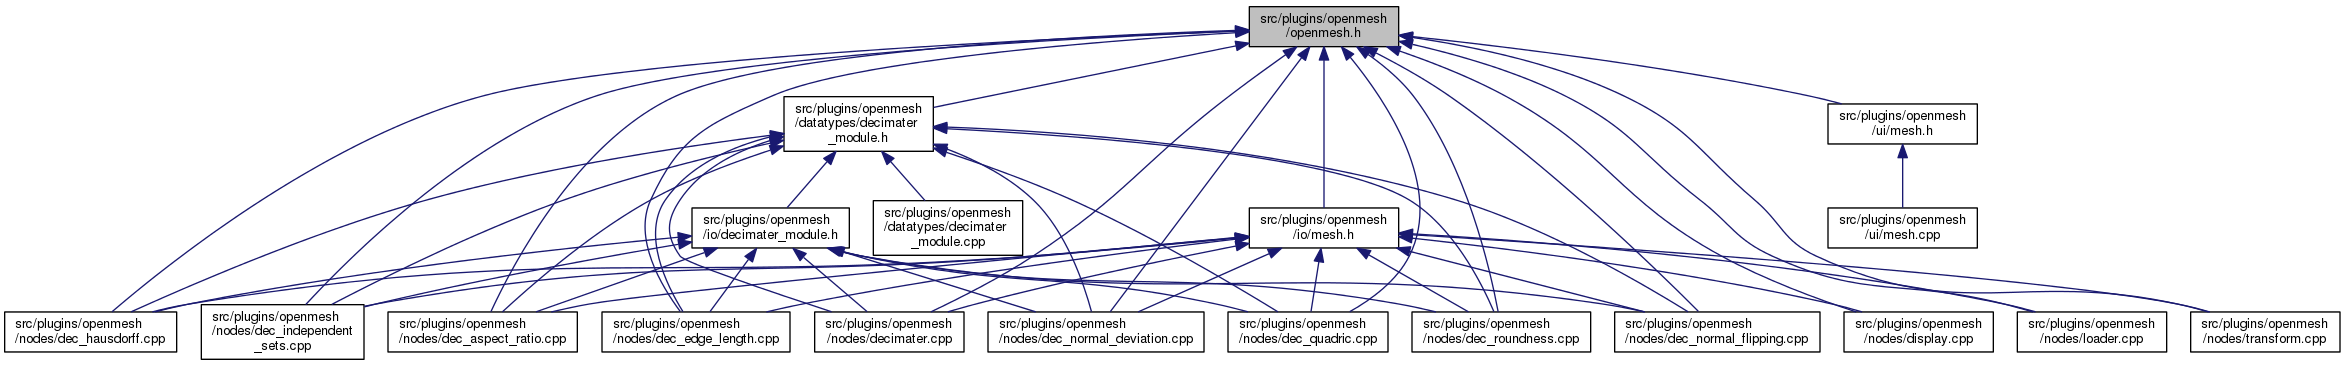 src/plugins/openmesh
/openmesh.h
src/plugins/openmesh
/datatypes/decimater
_module.h
src/plugins/openmesh
/ui/mesh.h
src/plugins/openmesh
/io/decimater_module.h
src/plugins/openmesh
/datatypes/decimater
_module.cpp
src/plugins/openmesh
/io/mesh.h
src/plugins/openmesh
/ui/mesh.cpp
src/plugins/openmesh
/nodes/dec_hausdorff.cpp
src/plugins/openmesh
/nodes/dec_independent
_sets.cpp
src/plugins/openmesh
/nodes/dec_aspect_ratio.cpp
src/plugins/openmesh
/nodes/dec_edge_length.cpp
src/plugins/openmesh
/nodes/decimater.cpp
src/plugins/openmesh
/nodes/dec_normal_deviation.cpp
src/plugins/openmesh
/nodes/dec_quadric.cpp
src/plugins/openmesh
/nodes/dec_roundness.cpp
src/plugins/openmesh
/nodes/dec_normal_flipping.cpp
src/plugins/openmesh
/nodes/display.cpp
src/plugins/openmesh
/nodes/loader.cpp
src/plugins/openmesh
/nodes/transform.cpp